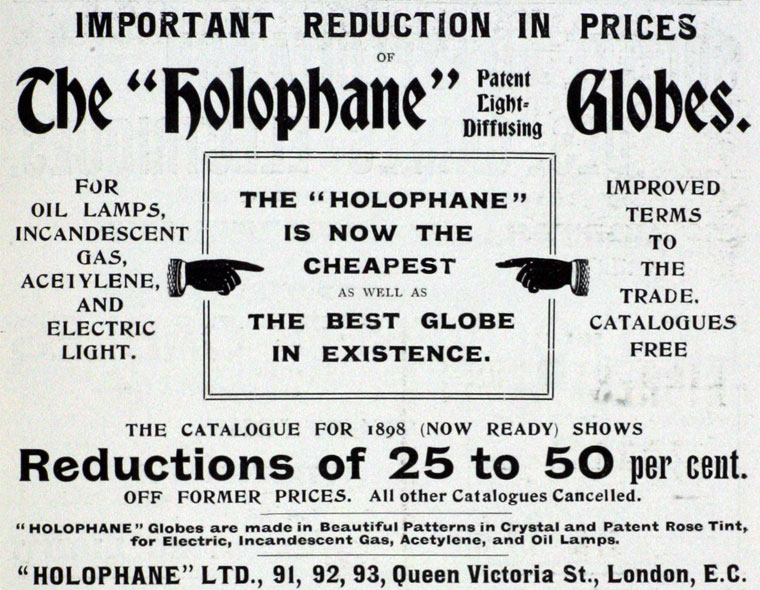 IMPORTANT REDUCTION IN PRICES
OF
The "Holophane" Patent Light-Diffusing Globes.
FOR
OIL LAMPS,
INCANDESCENT
GAS,
ACETYLENE,
AND
ELECTRIC
LIGHT.
THE "HOLOPHANE"
IS NOW THE
CHEAPEST
AS WELL AS
THE BEST GLOBE
IN EXISTENCE.
IMPROVED
TERMS
TO
THE
TRADE.
CATALOGUES
FREE
THE CATALOGUE FOR 1898 (NOW READY) SHOWS
Reductions of 25 to 50 per cent.
OFF FORMER PRICES. All other Catalogues Cancelled.
"HOLOPHANE" Globes are made in Beautiful Patterns in Crystal and Patent Rose Tint,
for Electric, Incandescent Gas, Acetylene, and Oil Lamps.
"HOLOPHANE" LTD., 91, 92, 93, Queen Victoria St., London, E.C.